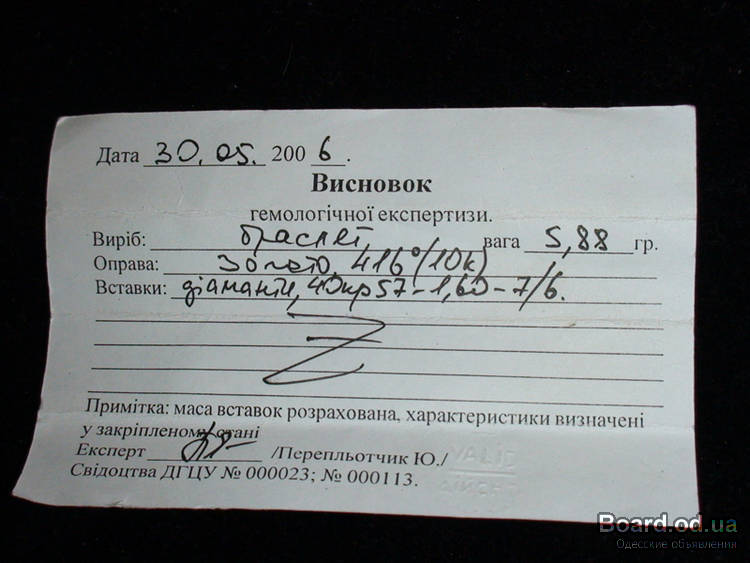 Дата 30.05. 2006.
Висновок
гемологічної експертизи.
Виріб: браслет, вага 5,88 гр.
Оправа: Золото, 416° (10к)
Вставки: діаманти, 40кр57-1,60-7/6.
Примітка: маса вставок розрахована, характеристики визначені
у закріпленому стані
Експерт /Перепльотчик Ю./
Свідоцтва ДГЦУ № 000023; № 000113.
VALID
Board.od.ua
Одесские объявления